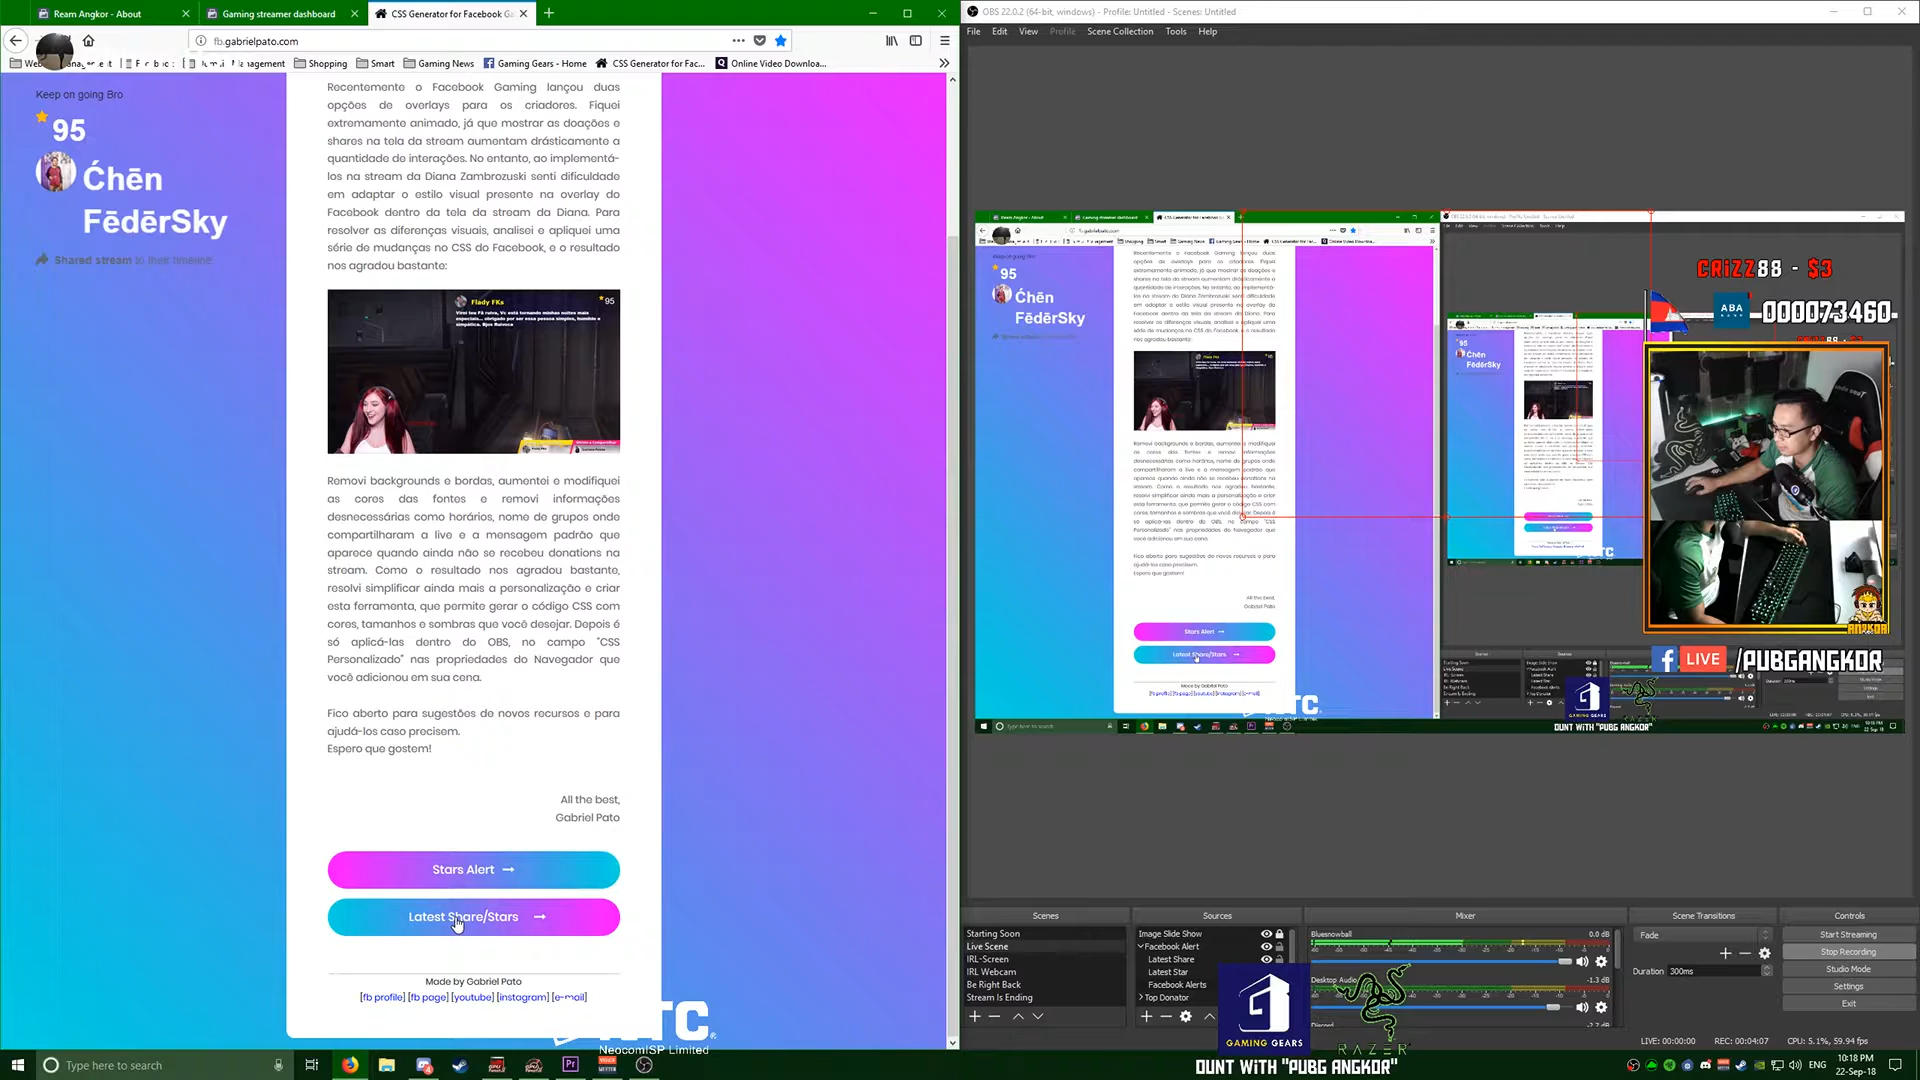 Ream Angkor - About
Gaming streamer dashboard
CSS Generator for Facebook Ga
fb.gabrielpato.com
Shopping
Smart
Gaming News
Gaming Gears - Home
CSS Generator for Fac...
Online Video Downloa...
Keep on going Bro
95
Ćhēn
FēdērSky
Shared stream to their timeline
Recentemente o Facebook Gaming lançou duas
opções de overlays para os criadores. Fiquei
extremamente animado, já que mostrar as doações e
shares na tela da stream aumentam drásticamente a
quantidade de interações. No entanto, ao implementá-
los na stream da Diana Zambrozuski senti dificuldade
em adaptar o estilo visual presente na overlay do
Facebook dentro da tela da stream da Diana. Para
resolver as diferenças visuais, analisei e apliquei uma
série de mudanças no CSS do Facebook, e o resultado
nos agradou bastante:
Flady FKs
95
Removi backgrounds e bordas, aumentei e modifiquei
as cores das fontes e removi informações
desnecessárias como horários, nome de grupos onde
compartilharam a live e a mensagem padrão que
aparece quando ainda não se recebeu donations na
stream. Como o resultado nos agradou bastante,
resolvi simplificar ainda mais a personalização e criar
esta ferramenta, que permite gerar o código CSS com
cores, tamanhos e sombras que você desejar. Depois é
só aplicá-las dentro do OBS, no campo "CSS
Personalizado" nas propriedades do Navegador que
você adicionou em sua cena.
Fico aberto para sugestões de novos recursos e para
ajudá-los caso precisem.
Espero que gostem!
All the best,
Gabriel Pato
Stars Alert
Latest Share/Stars
Made by Gabriel Pato
[fb profile] [fb page] [youtube] [instagram] [e-mail]
NeocomISP Limited
Type here to search
OBS 22.0.2 (64-bit, windows) - Profile: Untitled - Scenes: Untitled
File Edit View Profile Scene Collection Tools Help
CRIZZ88 - $3
ABA
000073460
ANGKOR
LIVE /PUBGANGKOR
Scenes
Starting Soon
Live Scene
IRL-Screen
IRL Webcam
Be Right Back
Stream Is Ending
Sources
Image Slide Show
Facebook Alert
Latest Share
Latest Star
Facebook Alerts
Top Donator
Mixer
Bluesnowball
0.0 dB
Desktop Audio
-1.3 dB
Discord
-2.7 dB
Scene Transitions
Fade
Duration 300ms
Controls
Start Streaming
Stop Recording
Studio Mode
Settings
Exit
LIVE: 00:00:00
REC: 00:04:07
CPU: 5.1%, 59.94 fps
GAMING GEARS
RAZER
DUNT WITH "PUBG ANGKOR"
ENG
10:18 PM
22-Sep-18